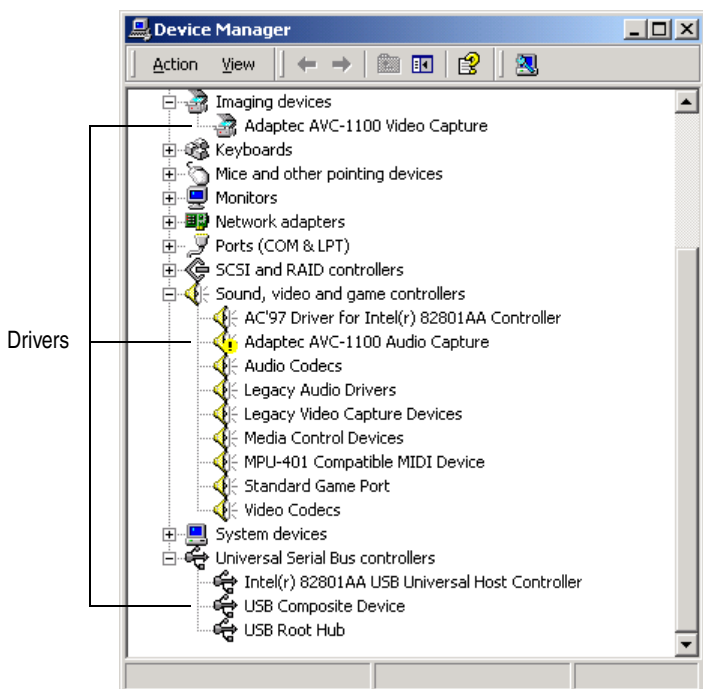 Device Manager
Action View
Imaging devices
Adaptec AVC-1100 Video Capture
Keyboards
Mice and other pointing devices
Monitors
Network adapters
Ports (COM & LPT)
SCSI and RAID controllers
Sound, video and game controllers
AC'97 Driver for Intel(r) 82801AA Controller
Drivers
Adaptec AVC-1100 Audio Capture
Audio Codecs
Legacy Audio Drivers
Legacy Video Capture Devices
Media Control Devices
MPU-401 Compatible MIDI Device
Standard Game Port
Video Codecs
System devices
Universal Serial Bus controllers
Intel(r) 82801AA USB Universal Host Controller
USB Composite Device
USB Root Hub